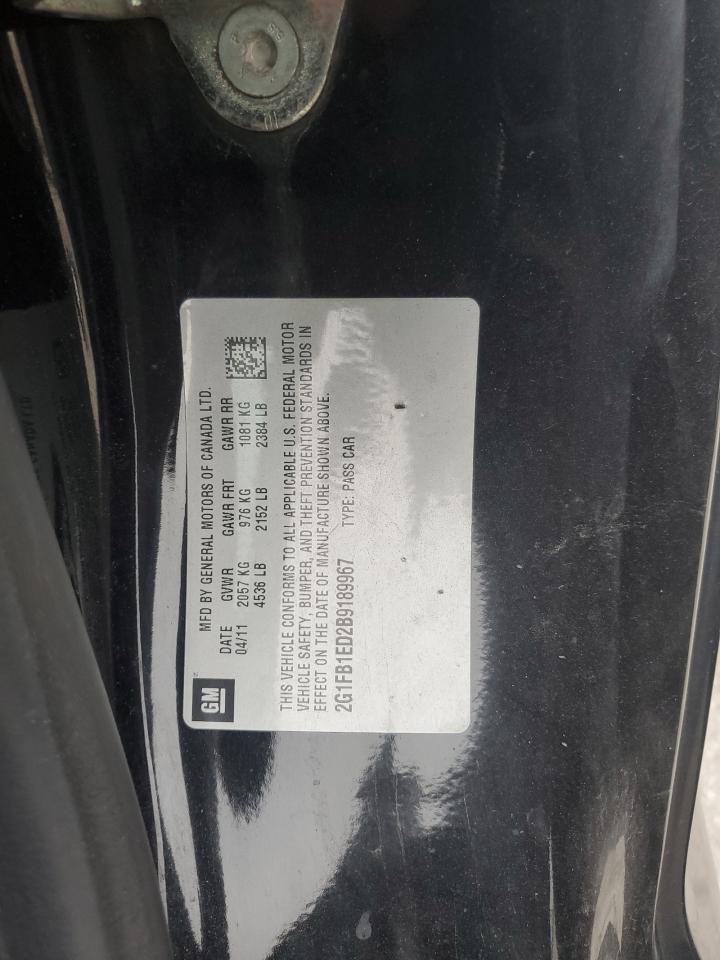 GM
MFD BY GENERAL MOTORS OF CANADA LTD.
DATE GVWR GAWR FRT GAWR RR
04/11 2057 KG 976 KG 1081 KG
4536 LB 2152 LB 2384 LB
THIS VEHICLE CONFORMS TO ALL APPLICABLE U.S. FEDERAL MOTOR
VEHICLE SAFETY, BUMPER, AND THEFT PREVENTION STANDARDS IN
EFFECT ON THE DATE OF MANUFACTURE SHOWN ABOVE.
2G1FB1ED2B9189967 TYPE: PASS CAR